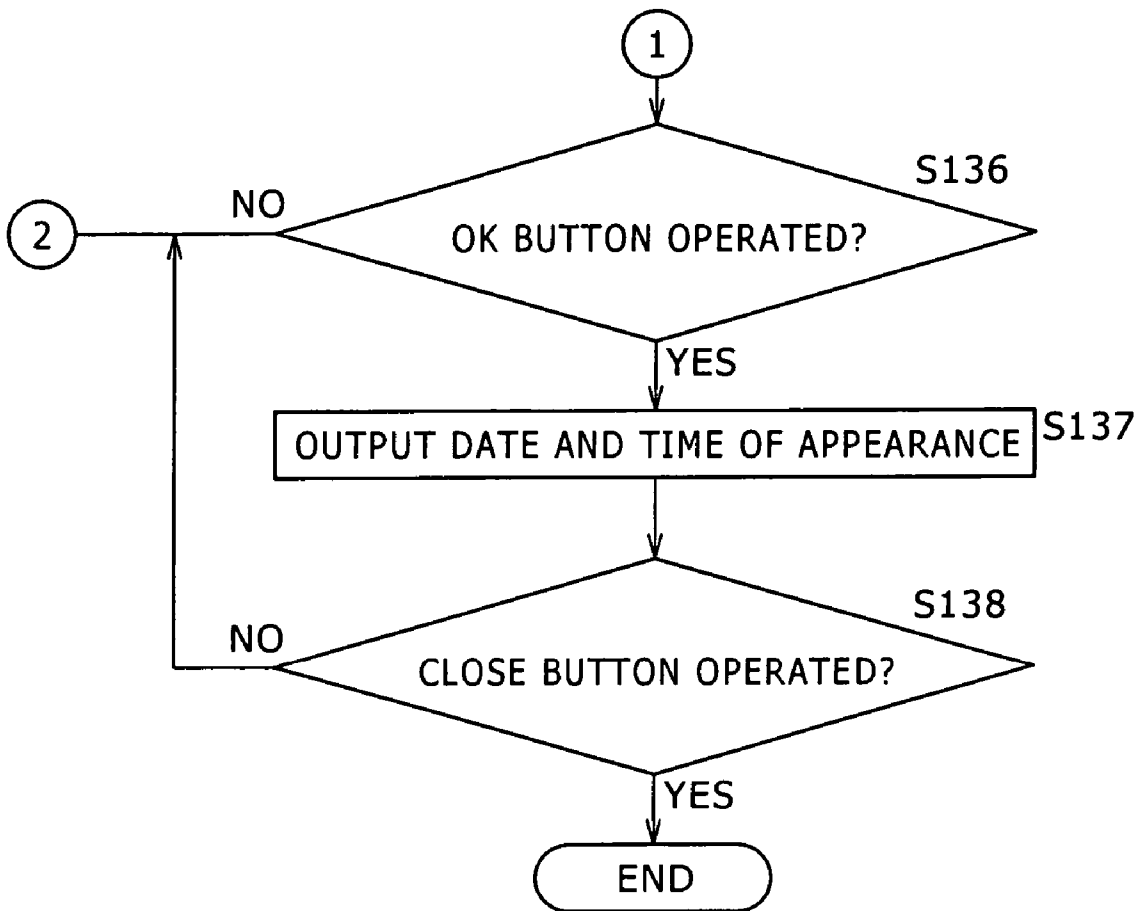 1
S136
NO
2
OK BUTTON OPERATED?
YES
OUTPUT DATE AND TIME OF APPEARANCE
S137
S138
NO
CLOSE BUTTON OPERATED?
YES
END